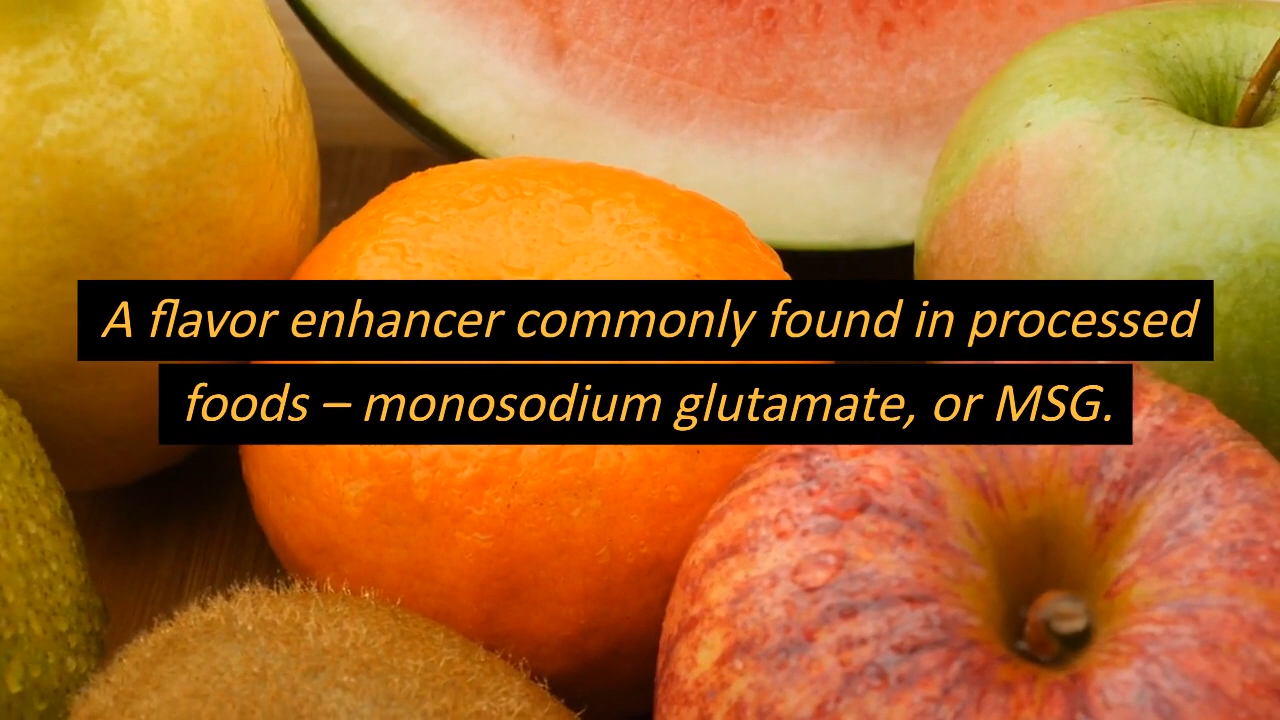 A flavor enhancer commonly found in processed
foods – monosodium glutamate, or MSG.